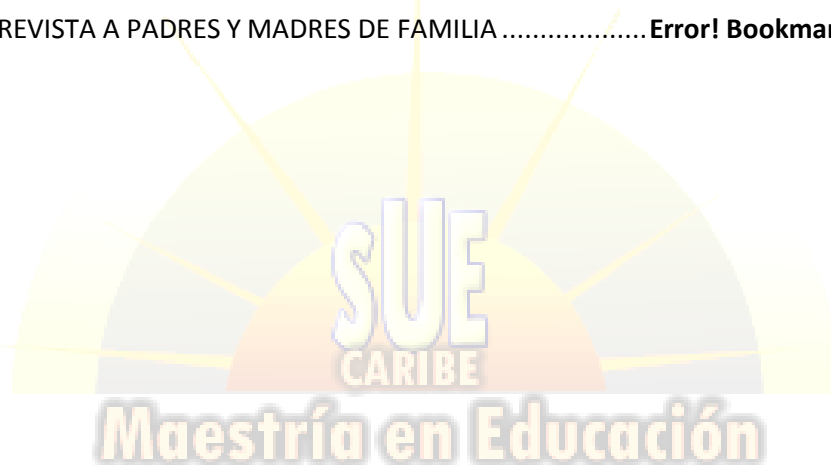 REVISTA A PADRES Y MADRES DE FAMILIA...................Error! Bookmar
SUE
CARIBE
Maestría en Educación